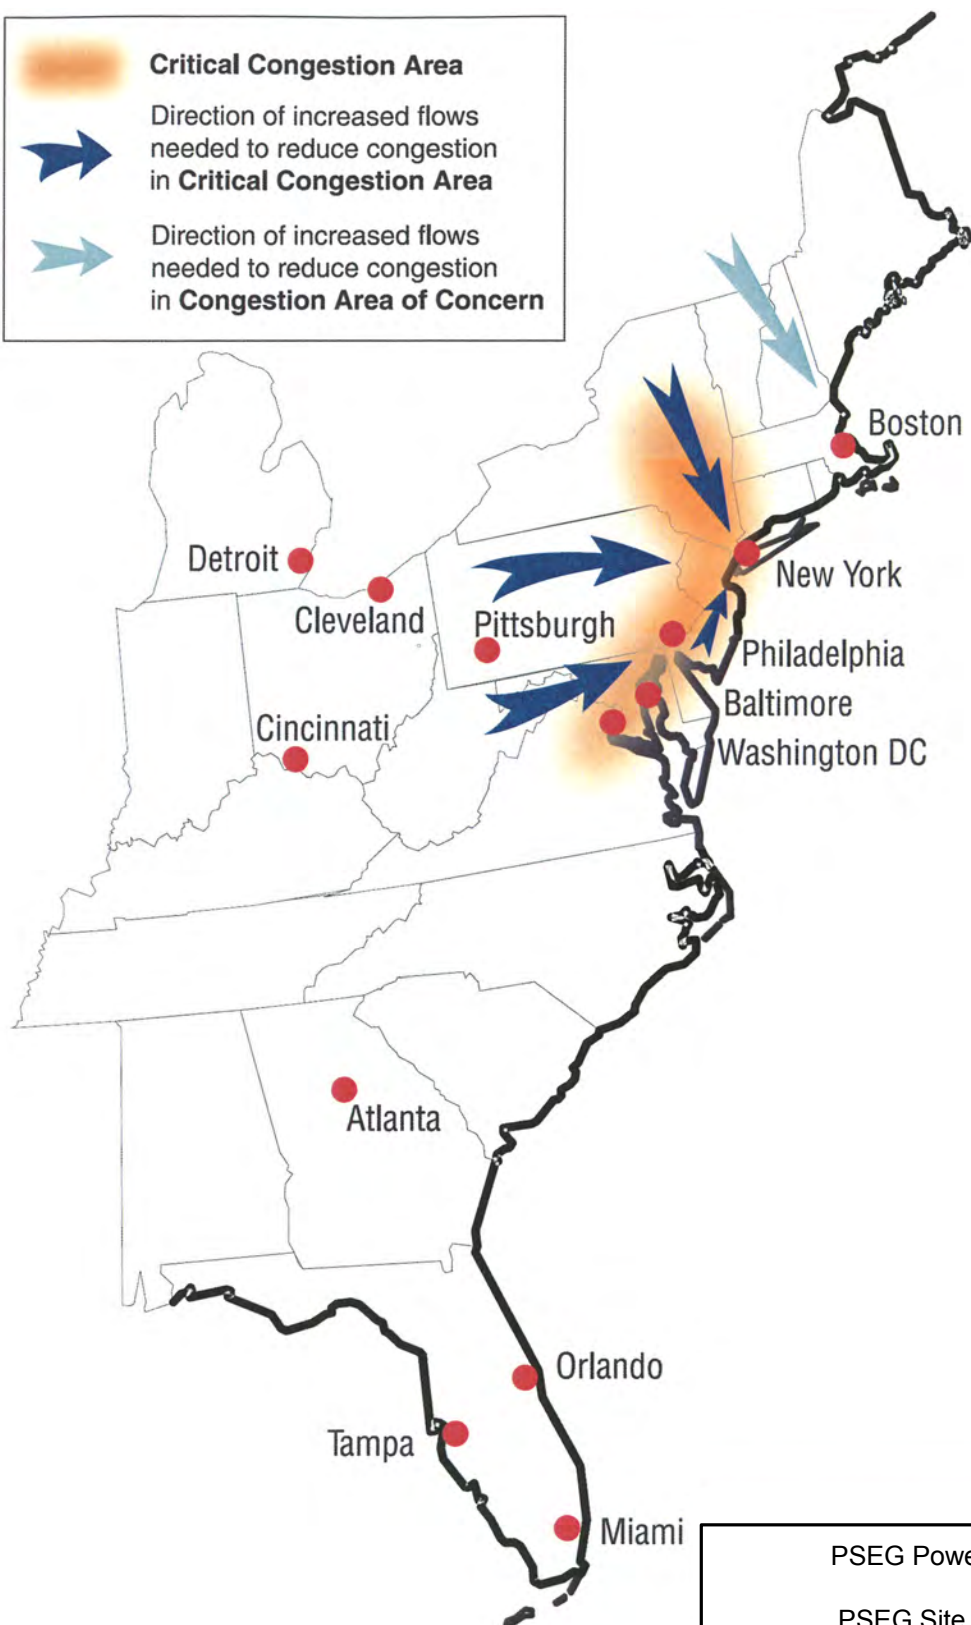 Critical Congestion Area
Direction of increased flows
needed to reduce congestion
in Critical Congestion Area
Direction of increased flows
needed to reduce congestion
in Congestion Area of Concern
Boston
Detroit
New York
Cleveland
Pittsburgh
Philadelphia
Baltimore
Cincinnati
Washington DC
Atlanta
Orlando
Tampa
Miami
PSEG Powe
PSEG Site